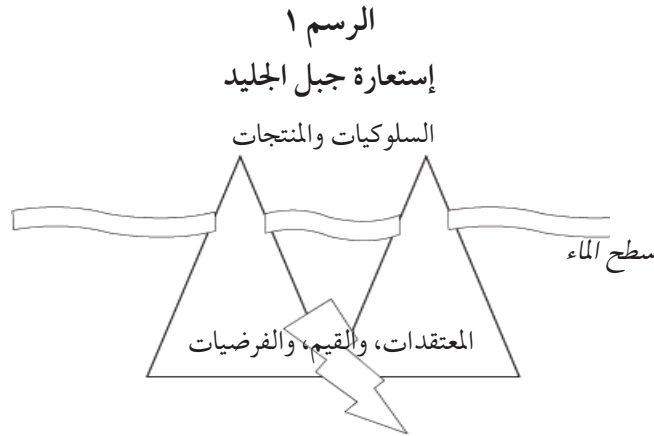 الرسم ١
إستعارة جبل الجليد
السلوكيات والمنتجات
سطح الماء
المعتقدات، والقيم، والفرضيات